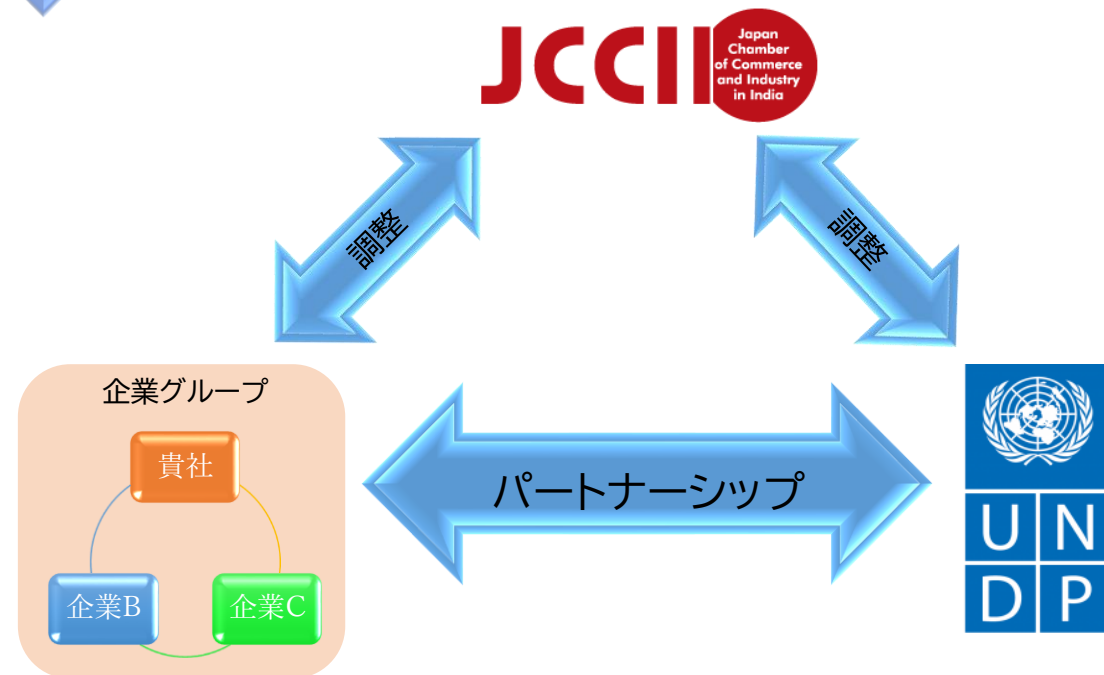 JCCII
Japan
Chamber
of Commerce
and Industry
in India
調整
調整
企業グループ
貴社
企業B
企業C
パートナーシップ
U N
D P